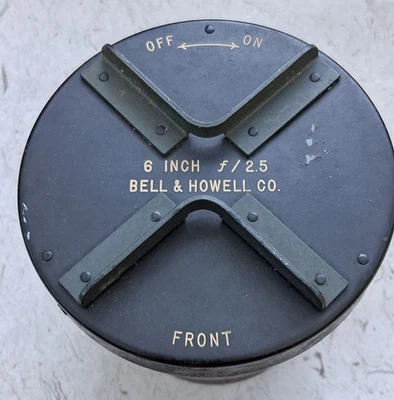 OFF ON
6 INCH f/2.5
BELL & HOWELL CO.
FRONT